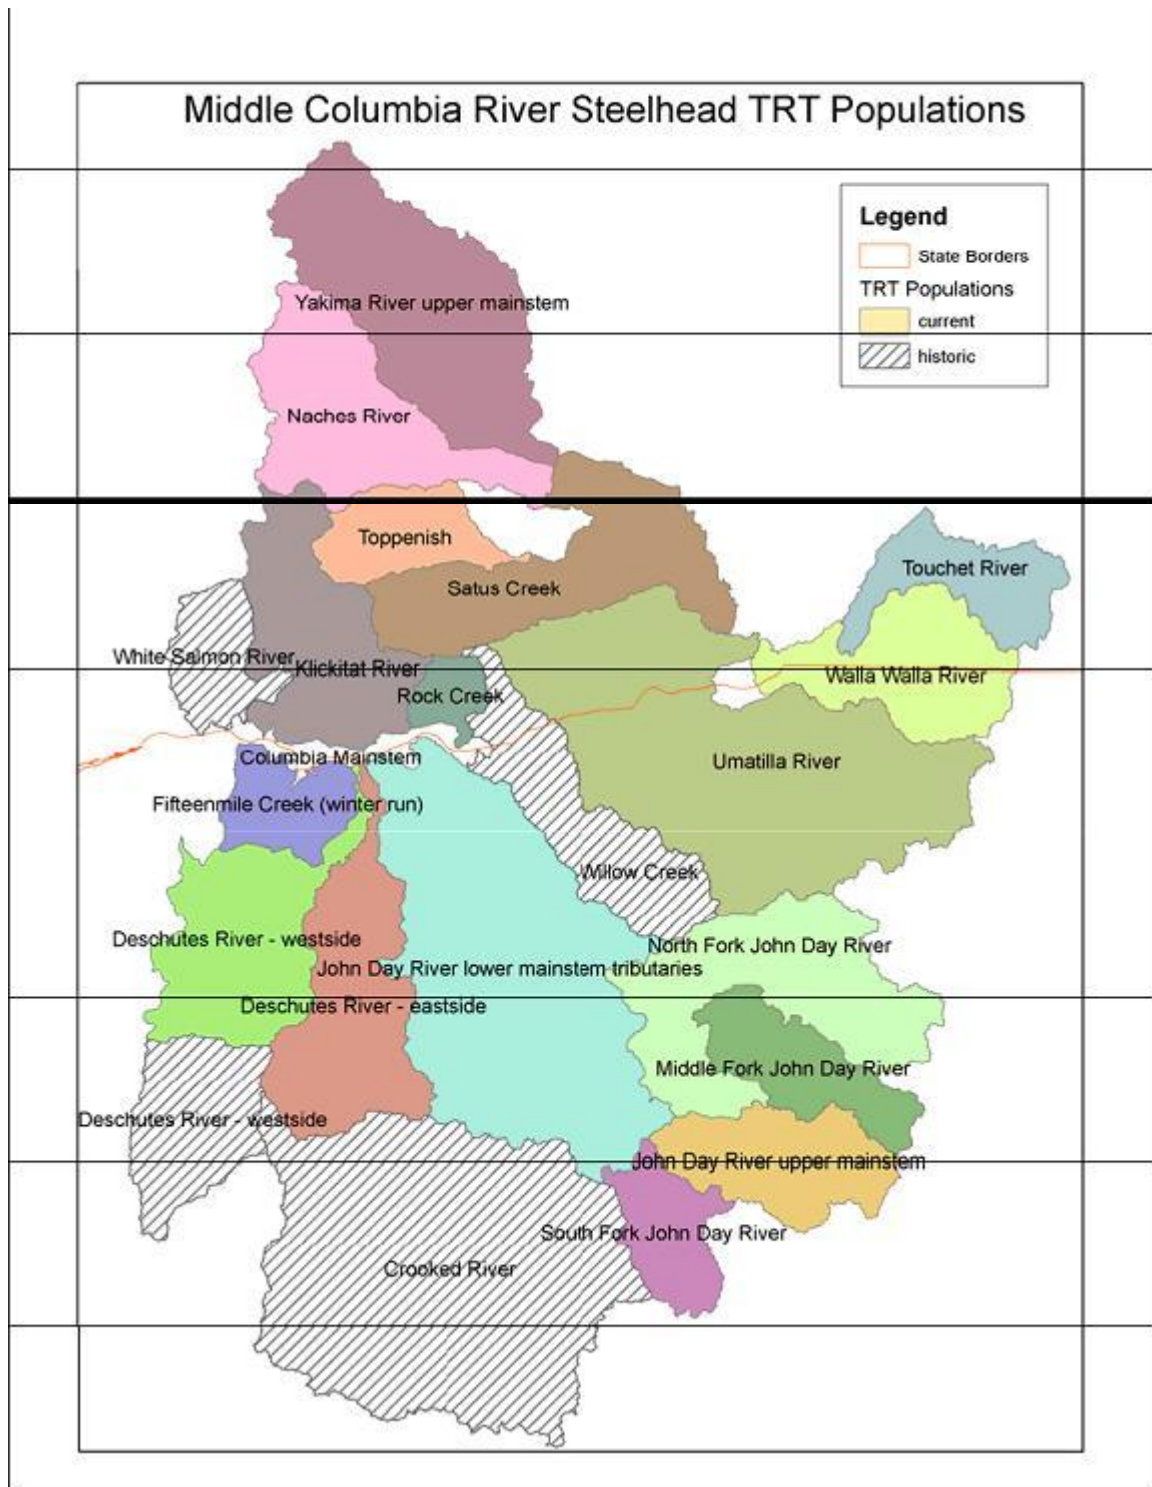 Middle Columbia River Steelhead TRT Populations
Legend
State Borders
TRT Populations
current
historic
Yakima River upper mainstem
Naches River
Toppenish
Satus Creek
Touchet River
White Salmon River
Klickitat River
Rock Creek
Walla Walla River
Columbia Mainstem
Umatilla River
Fifteenmile Creek (winter run)
Willow Creek
Deschutes River - westside
North Fork John Day River
John Day River lower mainstem tributaries
Deschutes River - eastside
Middle Fork John Day River
Deschutes River - westside
John Day River upper mainstem
South Fork John Day River
Crooked River